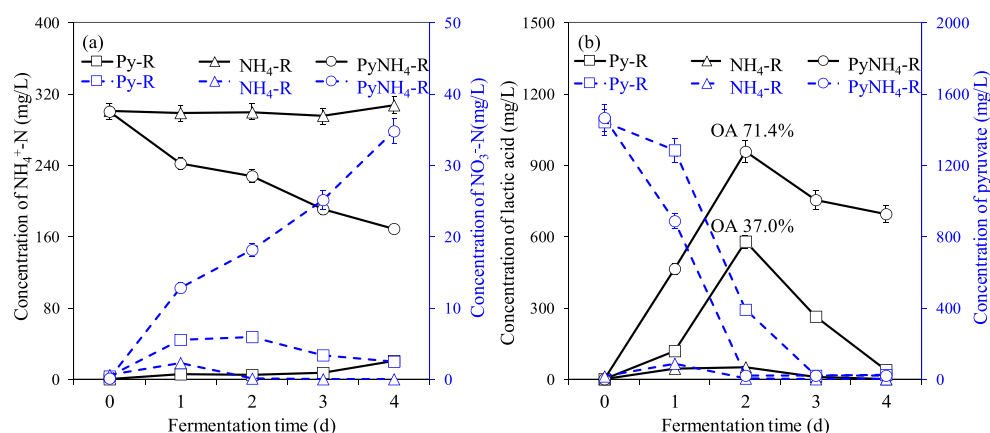 (a)
Py-R NH₄-R PyNH₄-R
Py-R NH₄-R PyNH₄-R
400
320
240
160
80
0
50
40
30
20
10
0
0 1 2 3 4
Concentration of NH₄⁺-N (mg/L)
Concentration of NO₃⁻-N(mg/L)
Fermentation time (d)
(b)
Py-R NH₄-R PyNH₄-R
Py-R NH₄-R PyNH₄-R
OA 71.4%
OA 37.0%
1500
1200
900
600
300
0
2000
1600
1200
800
400
0
0 1 2 3 4
Concentration of lactic acid(mg/L)
Concentration of pyruvate (mg/L)
Fermentation time (d)